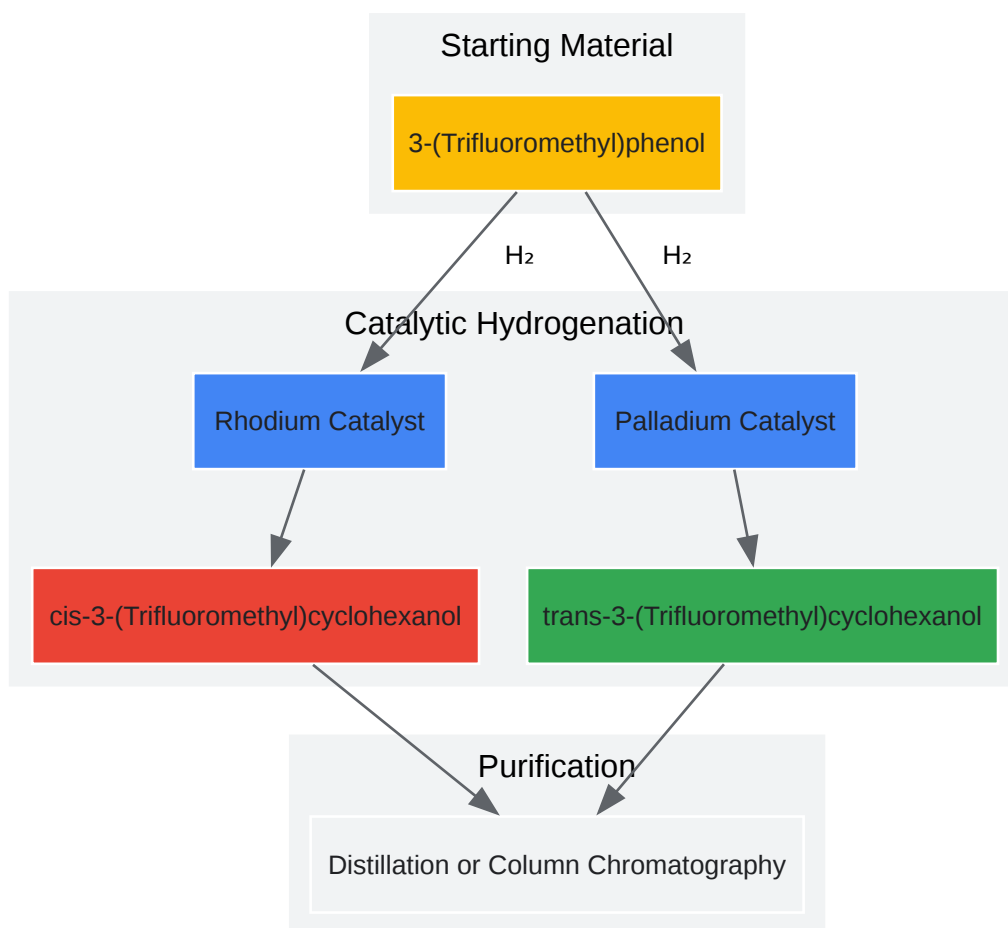 Starting Material
3-(Trifluoromethyl)phenol
H₂
H₂
Catalytic Hydrogenation
Rhodium Catalyst
Palladium Catalyst
cis-3-(Trifluoromethyl)cyclohexanol
trans-3-(Trifluoromethyl)cyclohexanol
Purification
Distillation or Column Chromatography